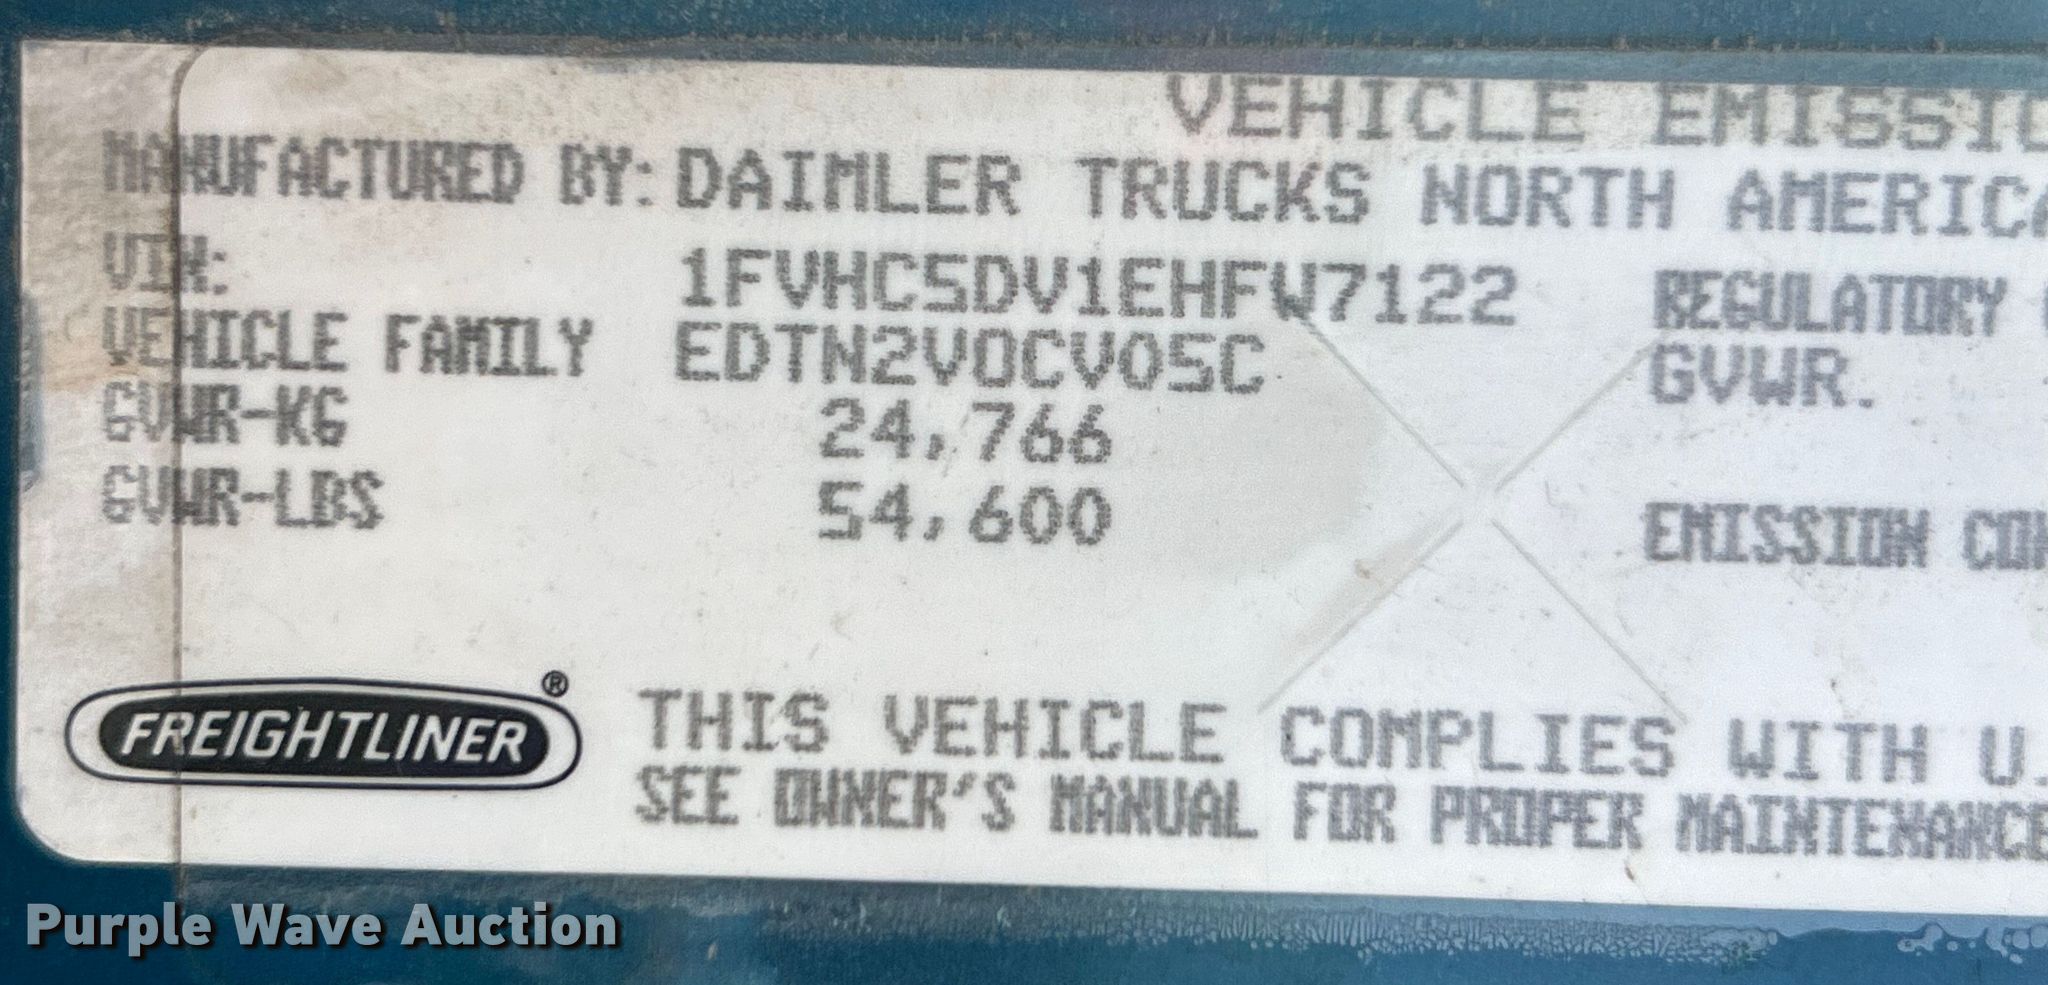 VEHICLE EMISSIO
MANUFACTURED BY: DAIMLER TRUCKS NORTH AMERICA
VIN: 1FVHC5DV1EHFW7122 REGULATORY
VEHICLE FAMILY EDTN2VOCV05C GVWR.
GVWR-KG 24,766
GVWR-LBS 54,600
EMISSION CON
FREIGHTLINER®
THIS VEHICLE COMPLIES WITH U.
SEE OWNER'S MANUAL FOR PROPER MAINTENANCE
Purple Wave Auction